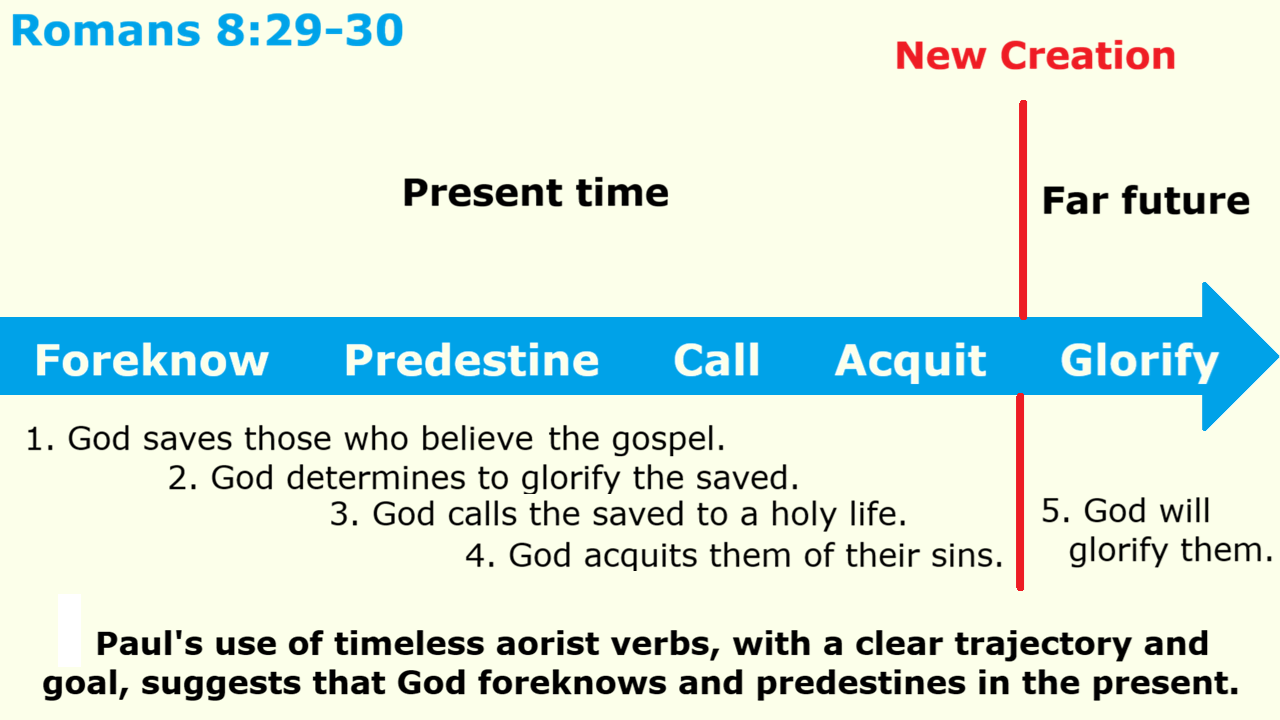 Romans 8:29-30
New Creation
Present time
Far future
Foreknow Predestine Call Acquit Glorify
1. God saves those who believe the gospel.
2. God determines to glorify the saved.
3. God calls the saved to a holy life.
4. God acquits them of their sins.
5. God will
glorify them.
Paul's use of timeless aorist verbs, with a clear trajectory and
goal, suggests that God foreknows and predestines in the present.